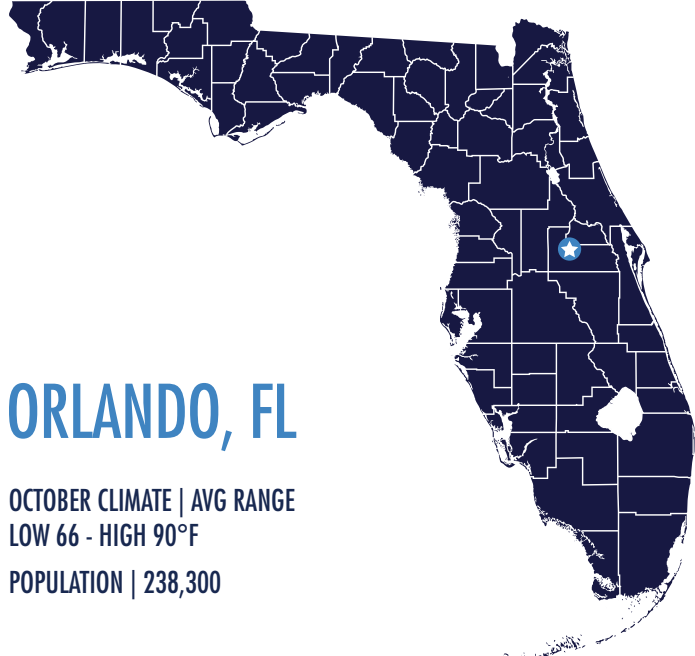 ORLANDO, FL
OCTOBER CLIMATE | AVG RANGE
LOW 66 - HIGH 90°F
POPULATION | 238,300